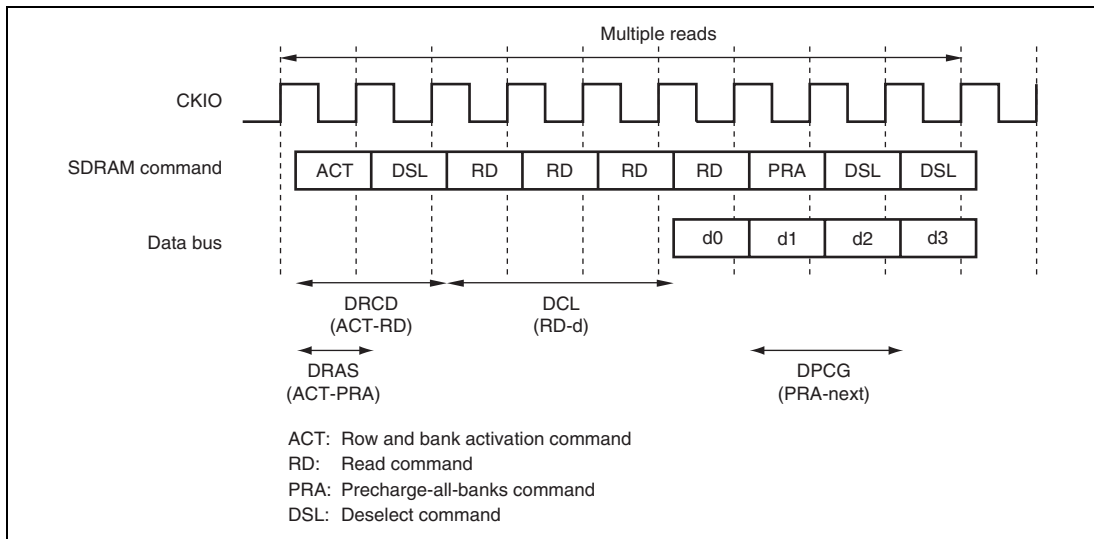 Multiple reads
CKIO
SDRAM command ACT DSL RD RD RD RD PRA DSL DSL
Data bus d0 d1 d2 d3
DRCD DCL
(ACT-RD) (RD-d)
DRAS DPCG
(ACT-PRA) (PRA-next)
ACT: Row and bank activation command
RD: Read command
PRA: Precharge-all-banks command
DSL: Deselect command